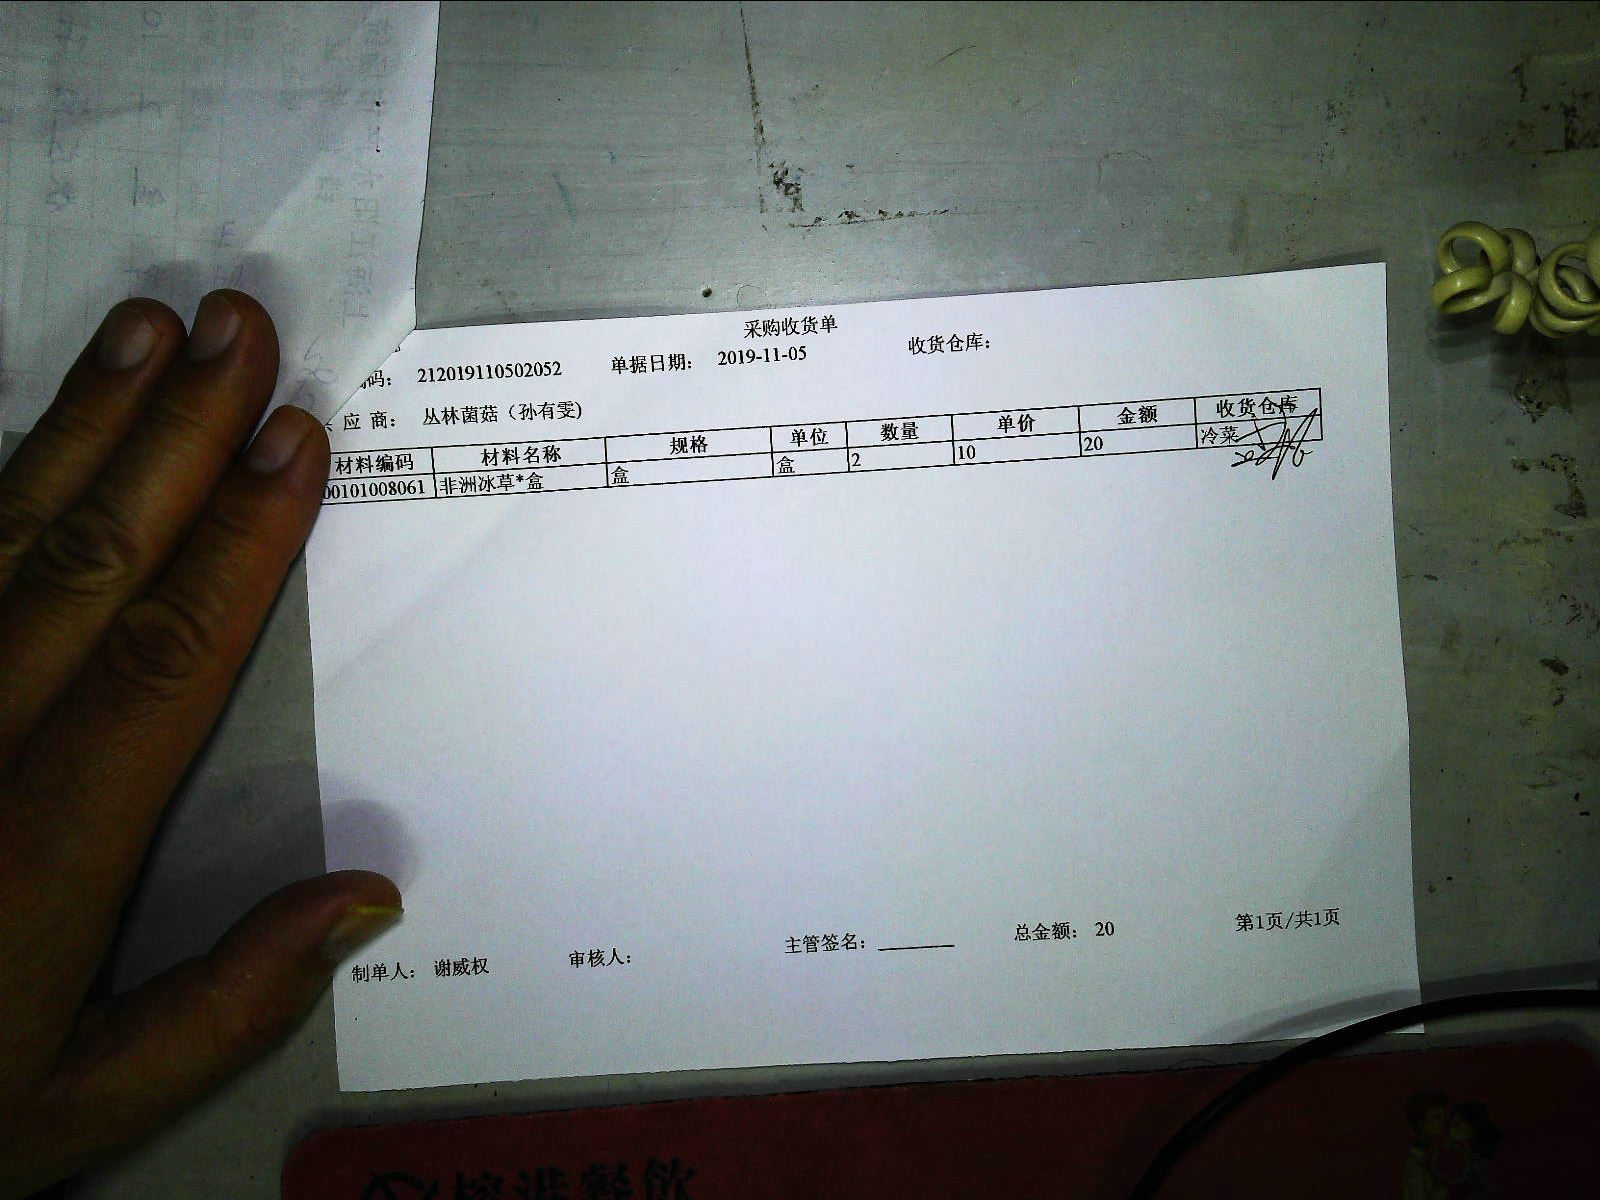 采购收货单
码： 212019110502052 单据日期： 2019-11-05 收货仓库：
应 商： 丛林菌菇（孙有雯)
材料编码 材料名称 规格 单位 数量 单价 金额 收货仓库
00101008061 非洲冰草*盒 盒 盒 2 10 20 冷菜
制单人： 谢威权 审核人： 主管签名： 总金额： 20 第1页/共1页